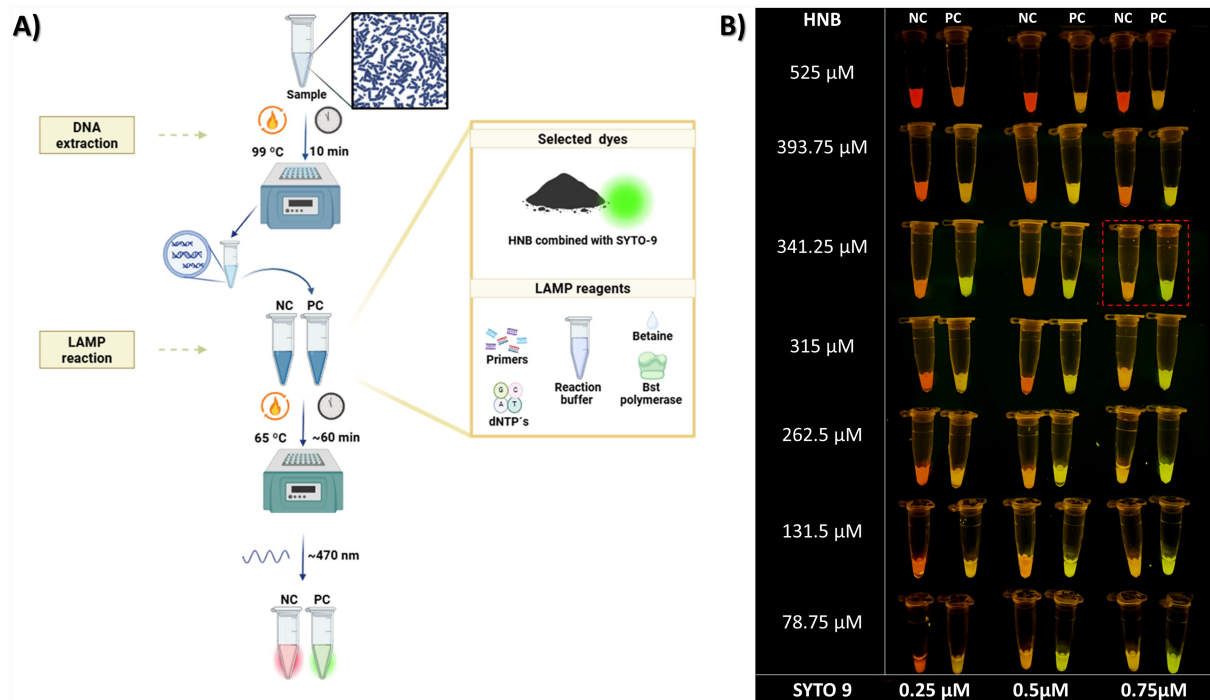 A)
Sample
DNA
extraction
99 °C
10 min
NC
PC
LAMP
reaction
65 °C
~60 min
~470 nm
NC
PC
Selected dyes
HNB combined with SYTO-9
LAMP reagents
Primers
G
C
A
T
dNTP´s
Reaction
buffer
Betaine
Bst
polymerase
B)
HNB
NC PC NC PC NC PC
525 µM
393.75 µM
341.25 µM
315 µM
262.5 µM
131.5 µM
78.75 µM
SYTO 9 0.25 µM 0.5µM 0.75µM